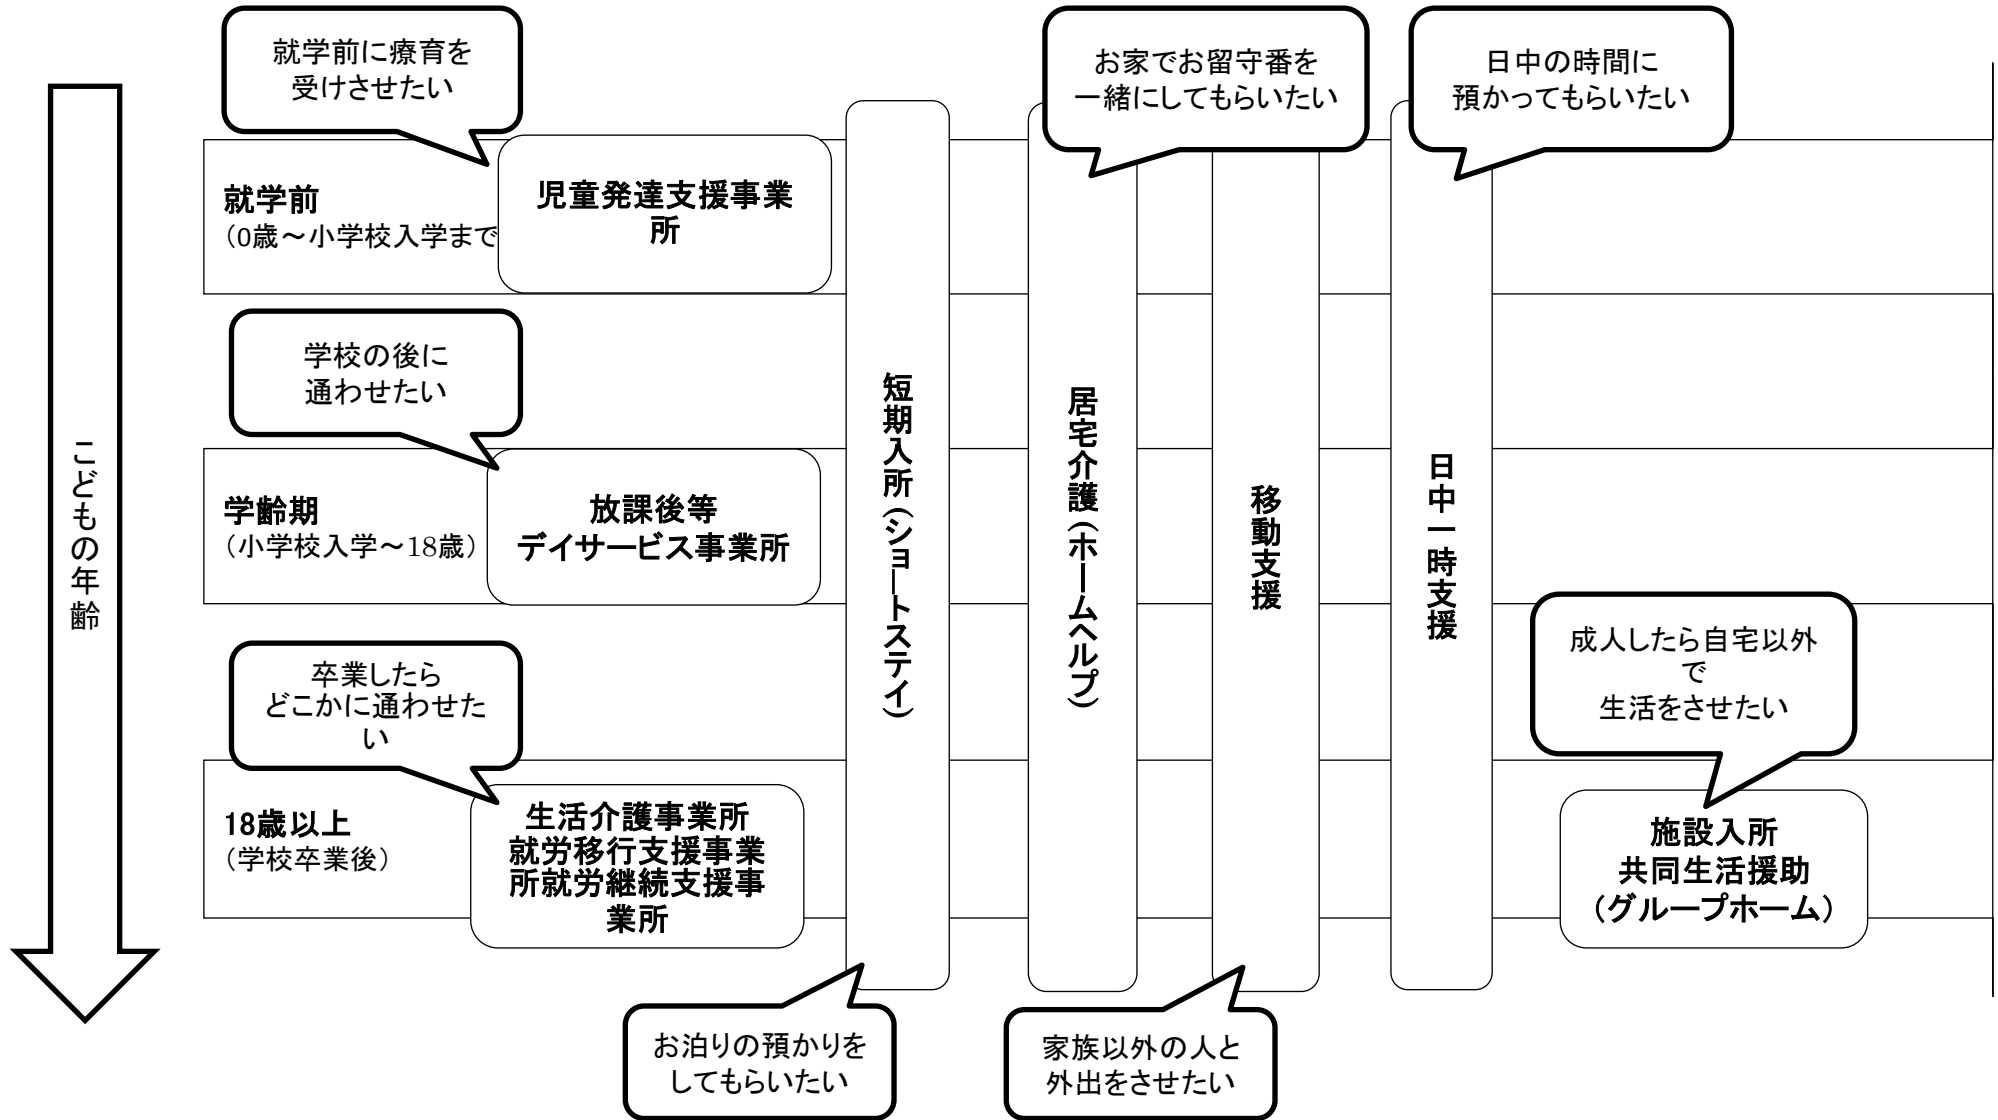 就学前に療育を
受けさせたい
お家でお留守番を
一緒にしてもらいたい
日中の時間に
預かってもらいたい
こどもの年齢
就学前
（0歳～小学校入学まで
児童発達支援事業
所
学校の後に
通わせたい
学齢期
（小学校入学～18歳）
放課後等
デイサービス事業所
短期入所（ショートステイ）
居宅介護（ホームヘルプ）
移動支援
日中一時支援
卒業したら
どこかに通わせた
い
18歳以上
（学校卒業後）
生活介護事業所
就労移行支援事業
所就労継続支援事
業所
成人したら自宅以外
で
生活をさせたい
施設入所
共同生活援助
（グループホーム）
お泊りの預かりを
してもらいたい
家族以外の人と
外出をさせたい